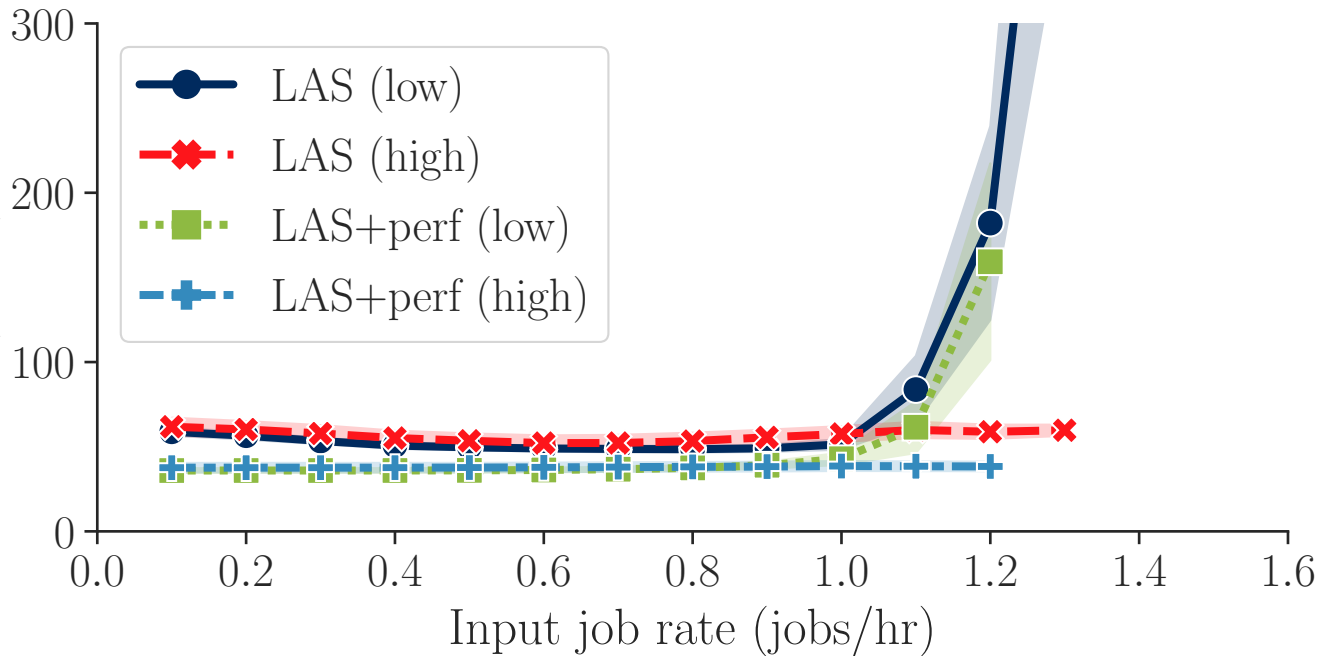 300
200
100
0
LAS (low)
LAS (high)
LAS+perf (low)
LAS+perf (high)
0.0 0.2 0.4 0.6 0.8 1.0 1.2 1.4 1.6
Input job rate (jobs/hr)